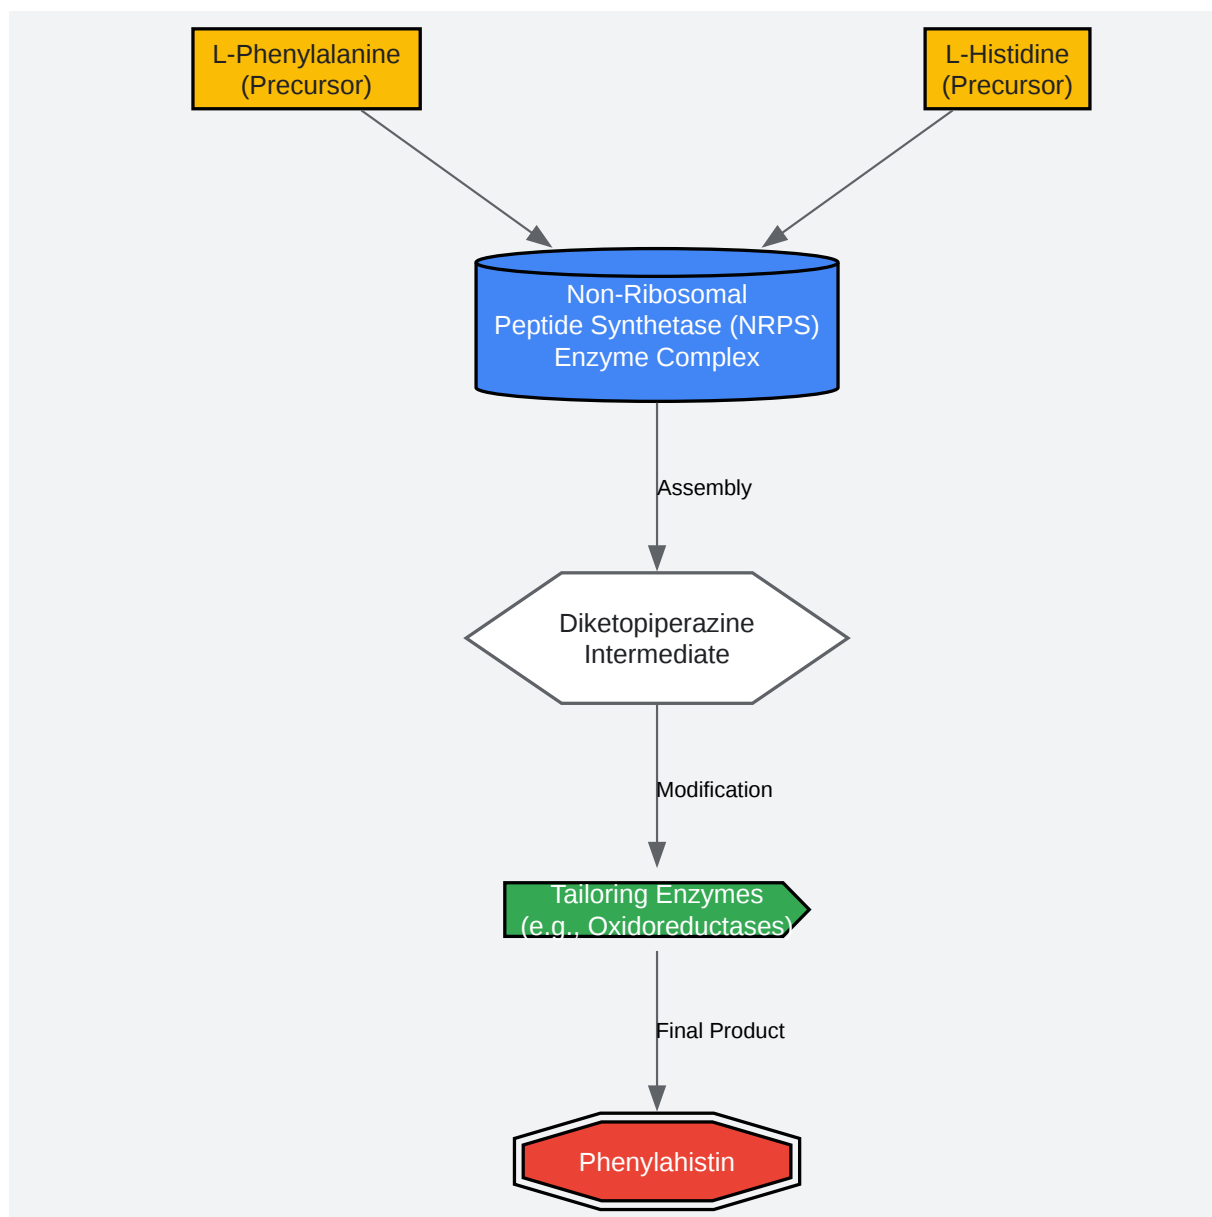 L-Phenylalanine
(Precursor)
L-Histidine
(Precursor)
Non-Ribosomal
Peptide Synthetase (NRPS)
Enzyme Complex
Assembly
Diketopiperazine
Intermediate
Modification
Tailoring Enzymes
(e.g., Oxidoreductases)
Final Product
Phenylahistin